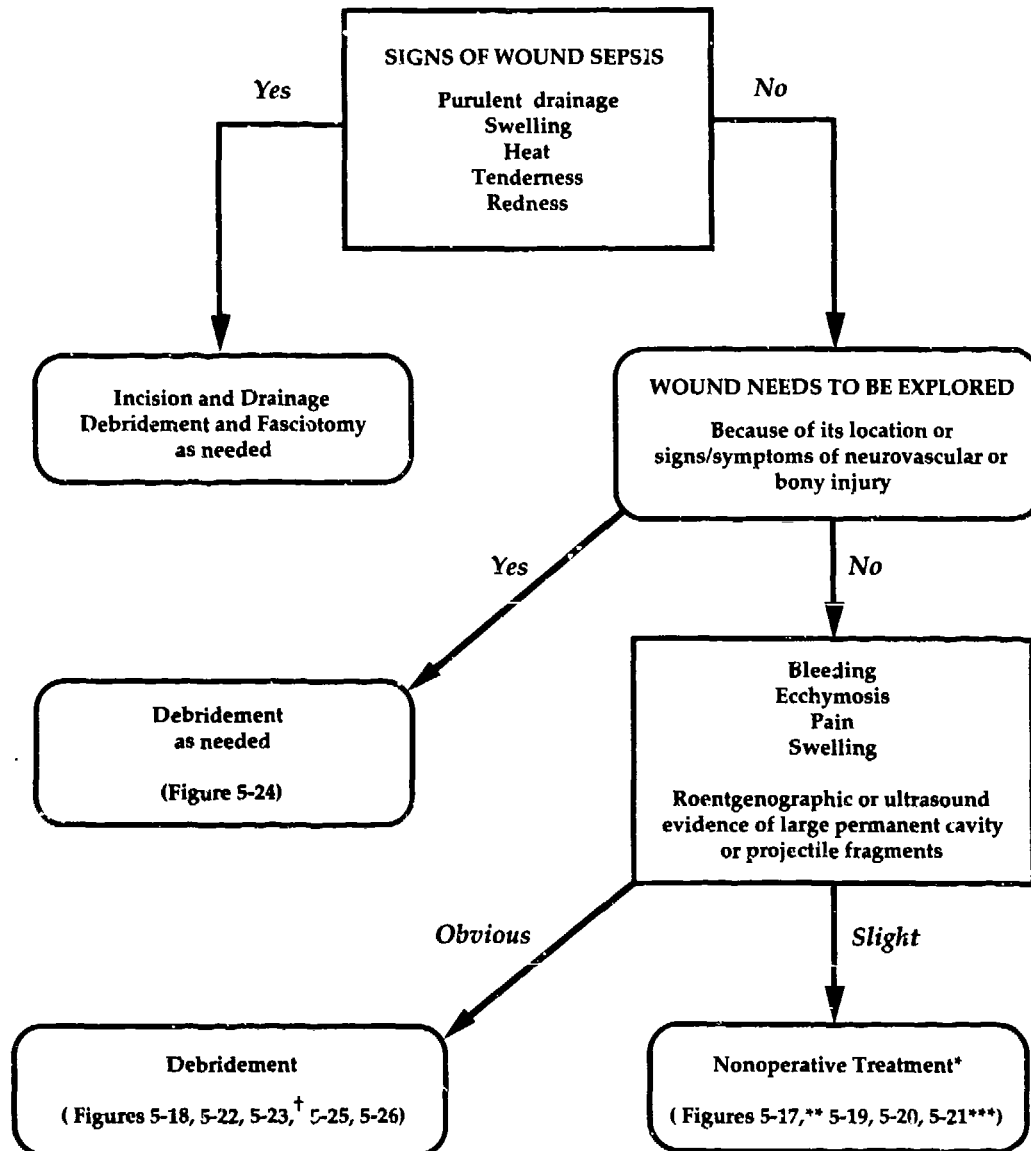 SIGNS OF WOUND SEPSIS
Purulent drainage
Swelling
Heat
Tenderness
Redness
Yes
No
Incision and Drainage
Debridement and Fasciotomy
as needed
WOUND NEEDS TO BE EXPLORED
Because of its location or
signs/symptoms of neurovascular or
bony injury
Yes
No
Debridement
as needed
(Figure 5-24)
Bleeding
Ecchymosis
Pain
Swelling
Roentgenographic or ultrasound
evidence of large permanent cavity
or projectile fragments
Obvious
Slight
Debridement
( Figures 5-18, 5-22, 5-23,† 5-25, 5-26)
Nonoperative Treatment*
( Figures 5-17,** 5-19, 5-20, 5-21***)